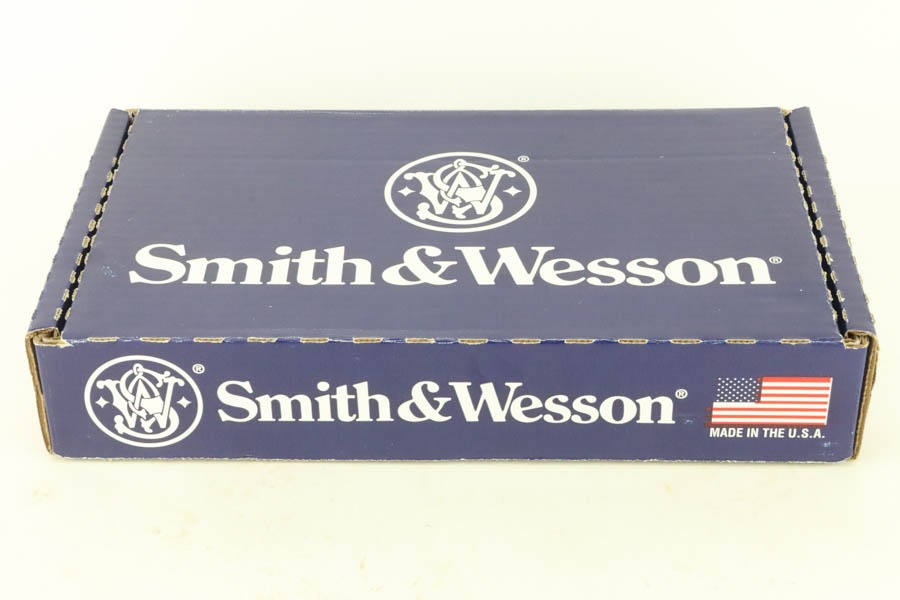 ®
Smith & Wesson®
® Smith & Wesson®
MADE IN THE U.S.A.